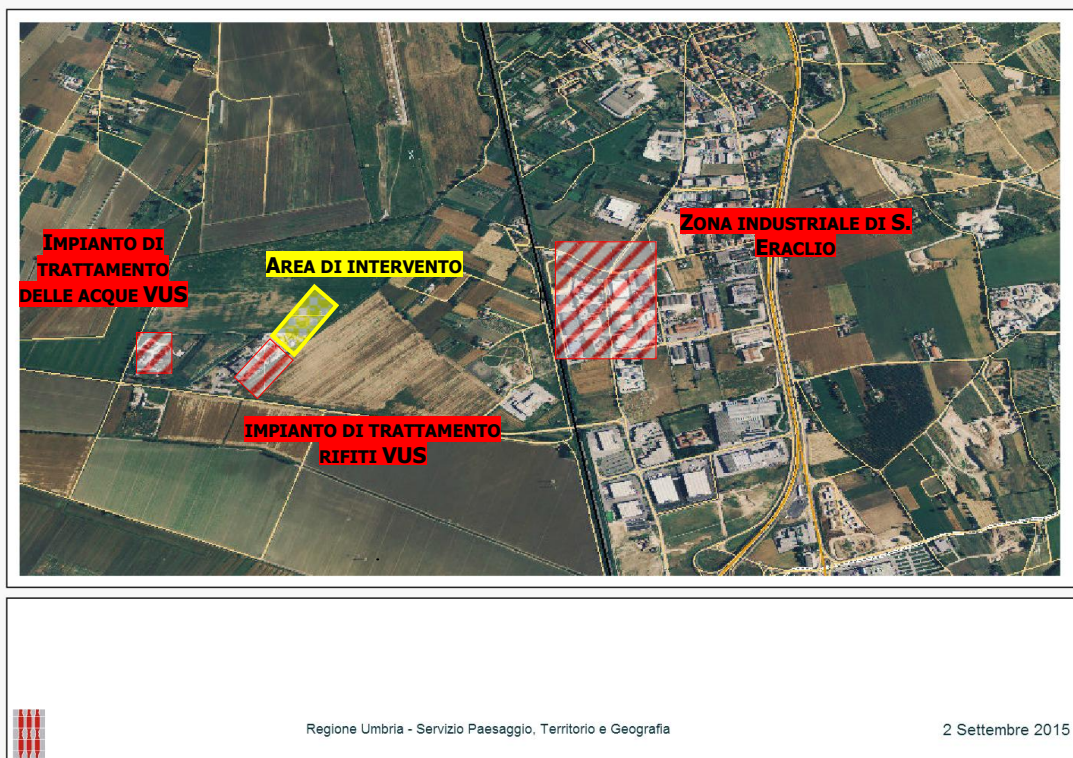 IMPIANTO DI
TRATTAMENTO
DELLE ACQUE VUS
AREA DI INTERVENTO
ZONA INDUSTRIALE DI S.
ERACLIO
IMPIANTO DI TRATTAMENTO
RIFITI VUS
Regione Umbria - Servizio Paesaggio, Territorio e Geografia
2 Settembre 2015